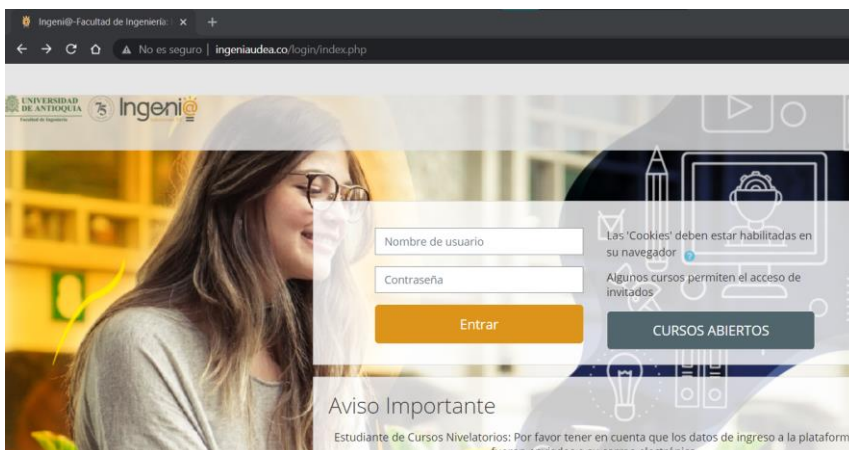 Ingeni@-Facultad de Ingeniería:
No es seguro | ingeniaudea.co/login/index.php
UNIVERSIDAD
DE ANTIOQUIA
Facultad de Ingeniería
75
Ingeni@
Nombre de usuario
Contraseña
Entrar
Las 'Cookies' deben estar habilitadas en
su navegador ?
Algunos cursos permiten el acceso de
invitados
CURSOS ABIERTOS
Aviso Importante
Estudiante de Cursos Nivelatorios: Por favor tener en cuenta que los datos de ingreso a la plataform